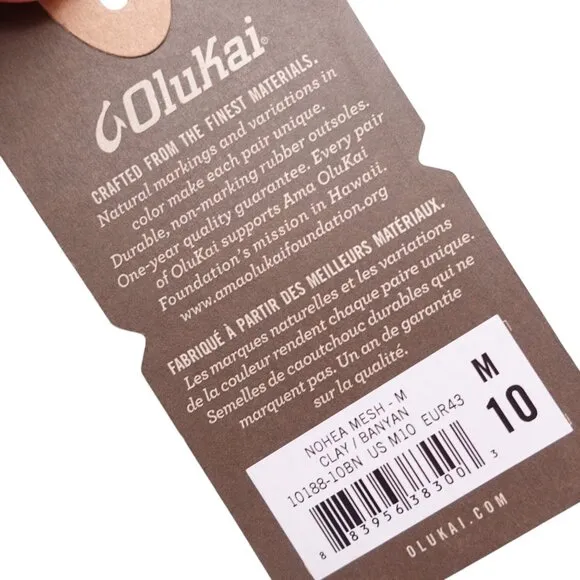 OluKai®
CRAFTED FROM THE FINEST MATERIALS.
Natural markings and variations in
color make each pair unique.
Durable, non-marking rubber outsoles.
One-year quality guarantee. Every pair
of OluKai supports Ama OluKai
Foundation's mission in Hawaii.
www.amaolukaifoundation.org
FABRIQUÉ À PARTIR DES MEILLEURS MATÉRIAUX.
Les marques naturelles et les variations
de la couleur rendent chaque paire unique.
Semelles de caoutchouc durables qui ne
marquent pas. Un an de garantie
sur la qualité.
NOHEA MESH - M
CLAY / BANYAN
10188-10BN US M10 EUR43
M
10
8 83956 38300 3
OLUKAI.COM